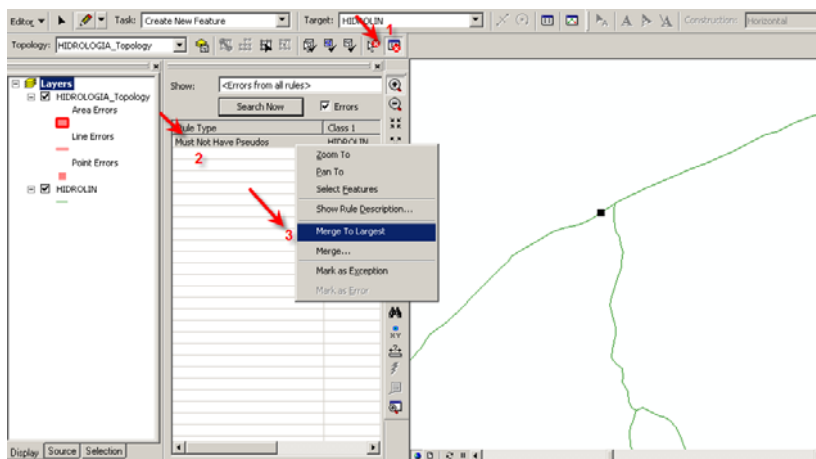 Editor Task: Create New Feature Target: HIDROLIN Construction: Horizontal
1
Topology: HIDROLOGIA_Topology
Layers
HIDROLOGIA_Topology
Area Errors
Line Errors
Point Errors
HIDROLIN
Show: <Errors from all rules>
Search Now Errors
Rule Type Class 1
Must Not Have Pseudos HIDROLIN
2
Zoom To
Pan To
Select Features
Show Rule Description...
3 Merge To Largest
Merge...
Mark as Exception
Mark as Error
XY
Display Source Selection